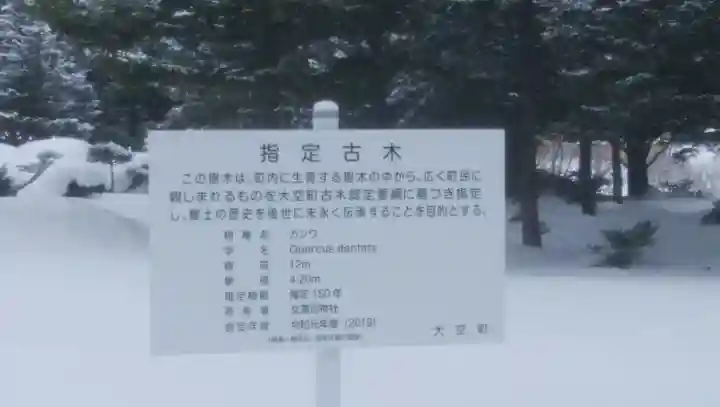 指定古木
この樹木は、町内に生育する樹木の中から、広く町民に
親しまれるものを大空町古木認定要綱に基づき指定
し、郷土の歴史を後世に末永く伝承することを目的とする。
樹種名 カシワ
学名 Quercus dentata
樹高 12m
幹周 4.20m
推定樹齢 推定150年
所有者 女満別神社
指定年度 令和元年度(2019)
大空町